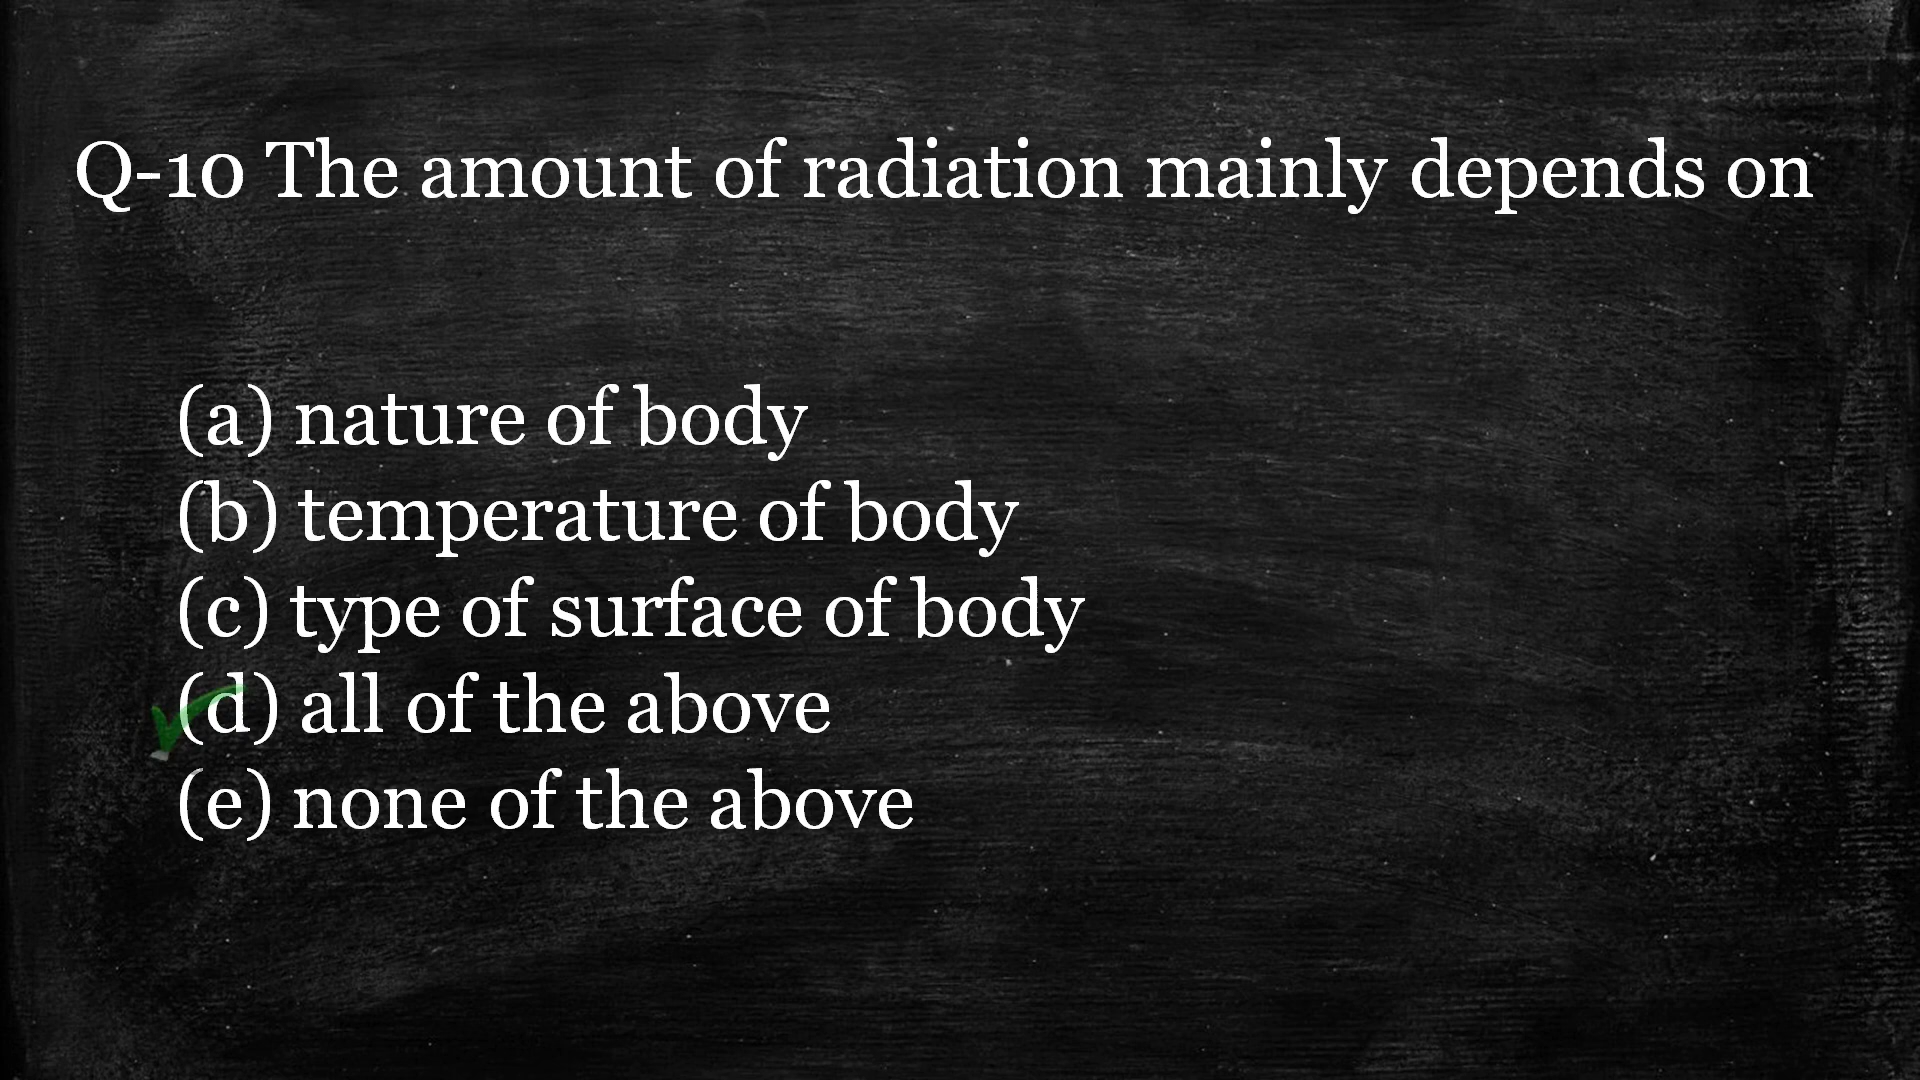 Q-10 The amount of radiation mainly depends on
(a) nature of body
(b) temperature of body
(c) type of surface of body
(d) all of the above
(e) none of the above